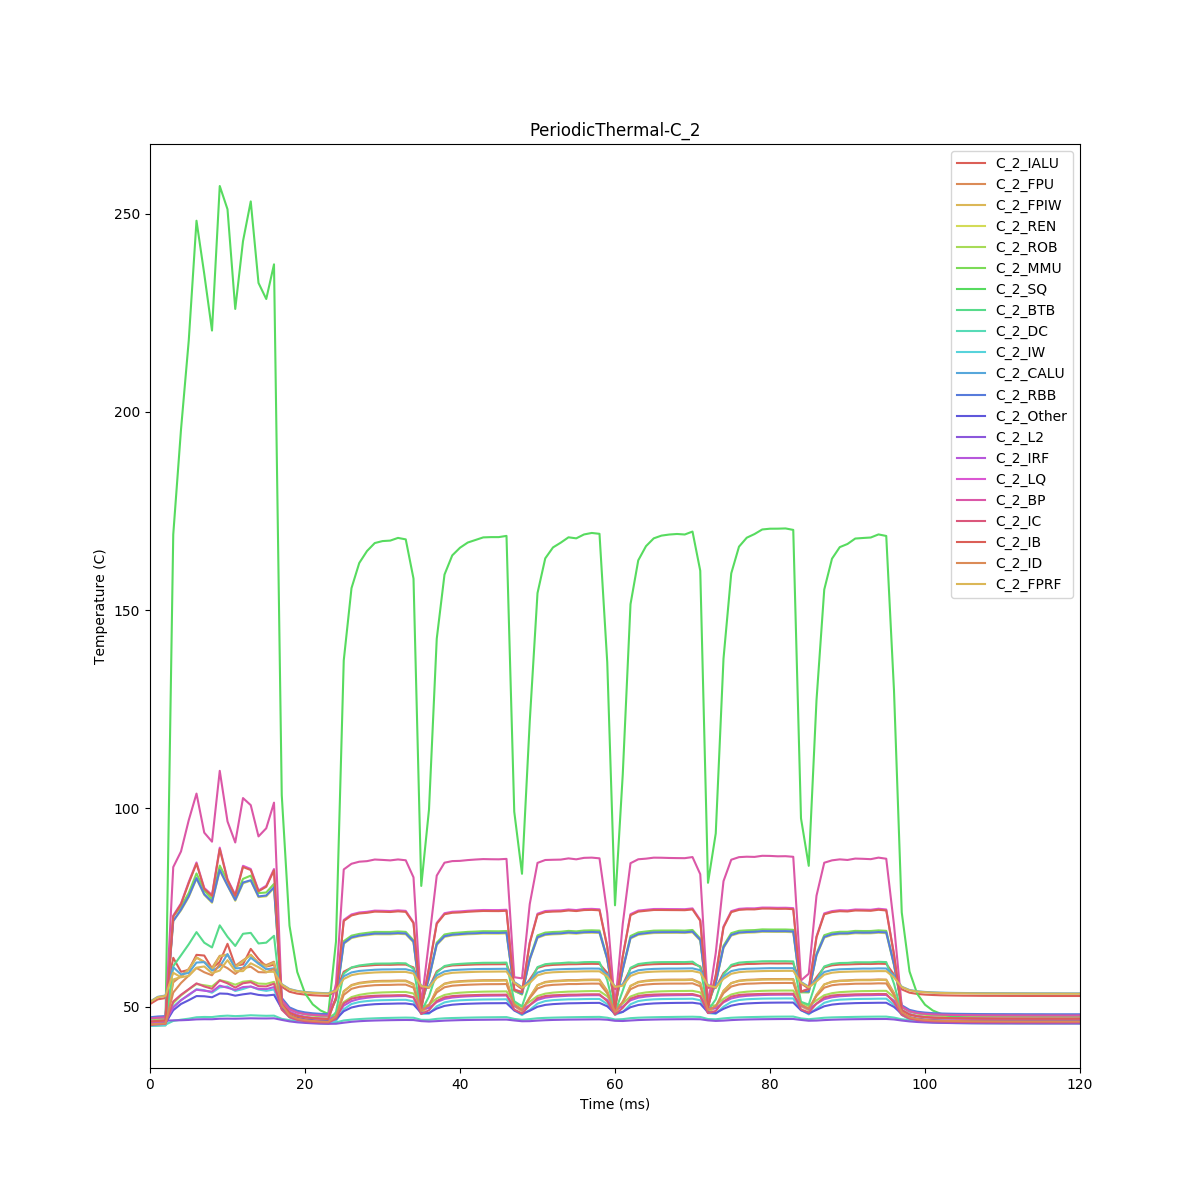 PeriodicThermal-C_2
Temperature (C)
250
200
150
100
50
0
20
40
60
80
100
120
Time (ms)
C_2_IALU
C_2_FPU
C_2_FPIW
C_2_REN
C_2_ROB
C_2_MMU
C_2_SQ
C_2_BTB
C_2_DC
C_2_IW
C_2_CALU
C_2_RBB
C_2_Other
C_2_L2
C_2_IRF
C_2_LQ
C_2_BP
C_2_IC
C_2_IB
C_2_ID
C_2_FPRF